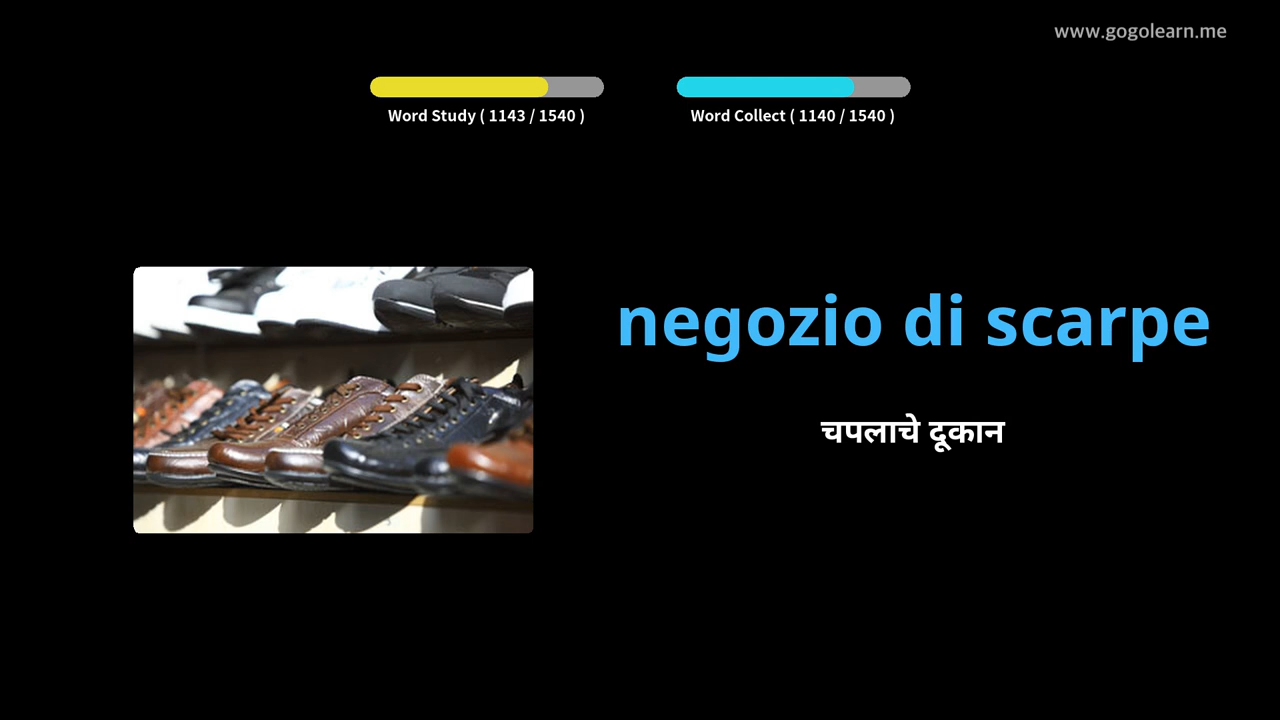 www.gogolearn.me
Word Study ( 1143 / 1540 )
Word Collect ( 1140 / 1540 )
negozio di scarpe
चपलाचे दूकान